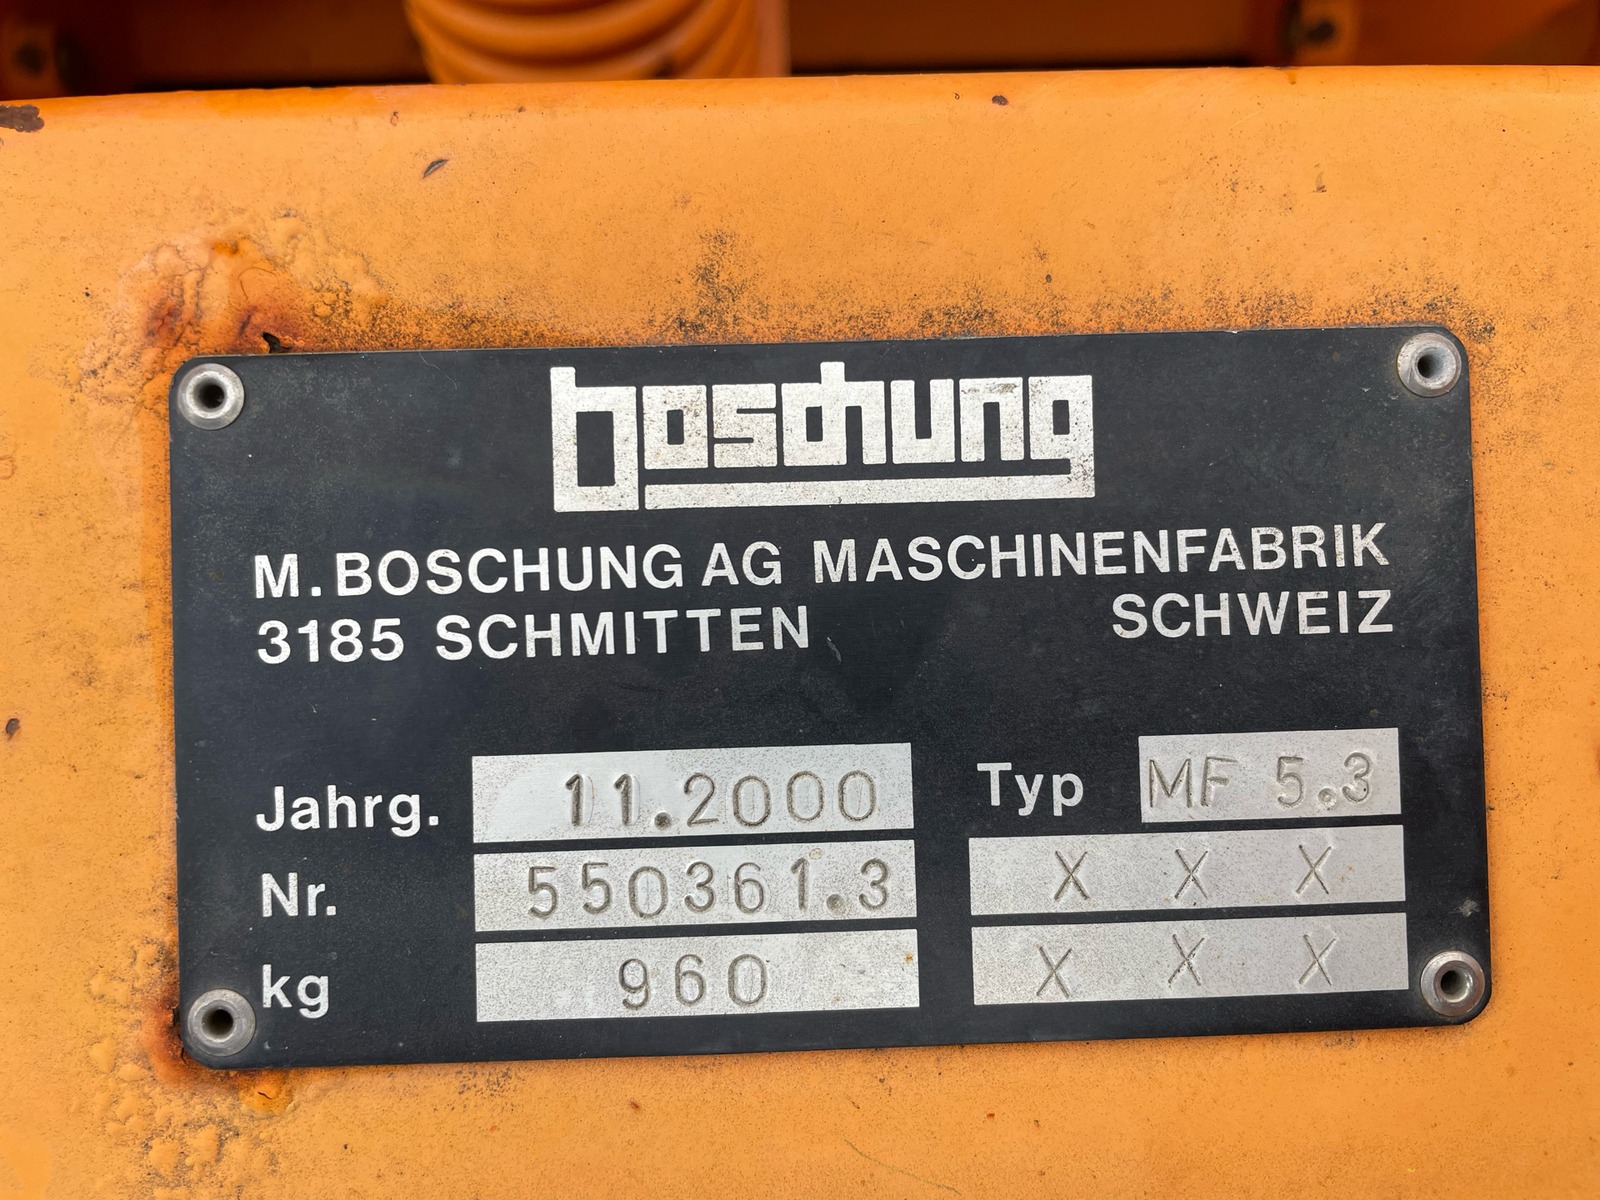 boschung
M. BOSCHUNG AG MASCHINENFABRIK
3185 SCHMITTEN SCHWEIZ
Jahrg. 11.2000 Typ MF 5.3
Nr. 550361.3 X X X
kg 960 X X X